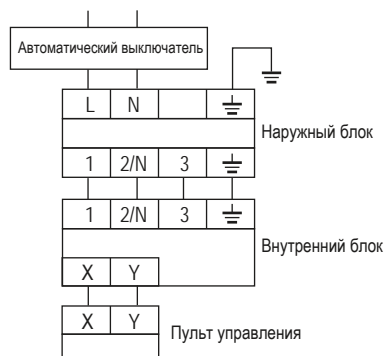 Автоматический выключатель
L N
Наружный блок
1 2/N 3
1 2/N 3
Внутренний блок
X Y
X Y
Пульт управления